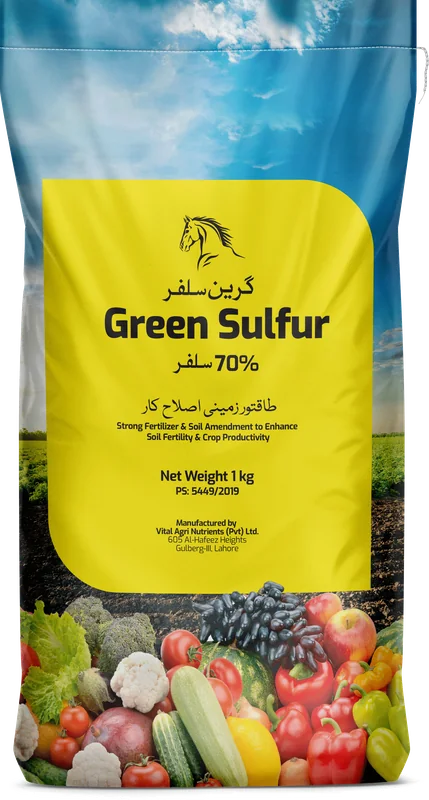 گرین سلفر
Green Sulfur
70% سلفر
طاقتور زمینی اصلاح کار
Strong Fertilizer & Soil Amendment to Enhance
Soil Fertility & Crop Productivity
Net Weight 1 kg
PS: 5449/2019
Manufactured by
Vital Agri Nutrients (Pvt) Ltd.
605 Al-Hafeez Heights
Gulberg-III, Lahore